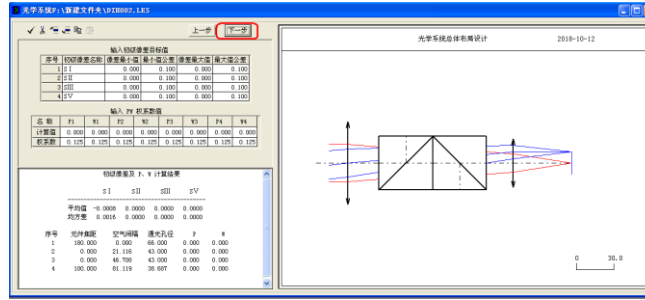 光学系统F:\新建文件夹\DIH002.LES
上一步 下一步
输入初级像差目标值
序号 初级像差名称 像差最小值 最小值公差 像差最大值 最大值公差
1 SI 0.000 0.100 0.000 0.100
2 SII 0.000 0.100 0.000 0.100
3 SIII 0.000 0.100 0.000 0.100
4 SV 0.000 0.100 0.000 0.100
输入 PW 权系数值
名 称 P1 W1 P2 W2 P3 W3 P4 W4
计算值 0.000 0.000 0.000 0.000 0.000 0.000 0.000 0.000
权系数 0.125 0.125 0.125 0.125 0.125 0.125 0.125 0.125
初级像差及 P、W 计算结果
SI SII SIII SV
平均值 -0.0008 0.0000 0.0000 0.0000
均方差 0.0016 0.0000 0.0000 0.0000
序号 元件焦距 空气间隔 通光孔径 P W
1 180.000 0.000 66.000 0.000 0.000
2 0.000 21.116 43.000 0.000 0.000
3 0.000 46.708 43.000 0.000 0.000
4 100.000 81.119 38.687 0.000 0.000
光学系统总体布局设计 2018-10-12
0 30.0